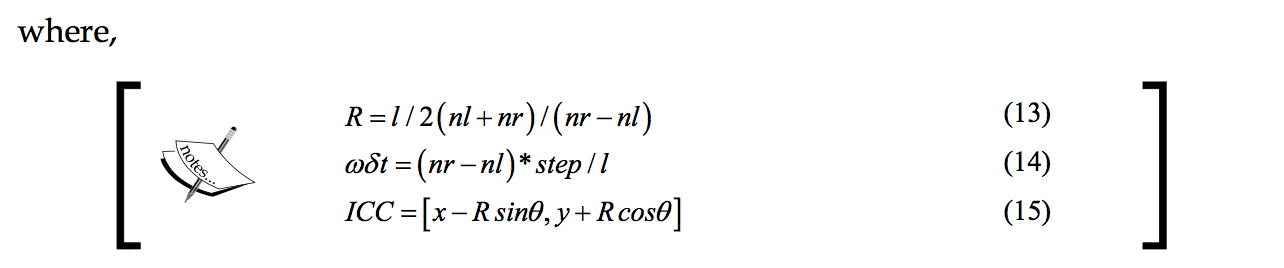 where,
R = l / 2(nl + nr) / (nr − nl) (13)
notes...
ωδt = (nr − nl) * step / l (14)
ICC = [x − R sinθ, y + R cosθ] (15)